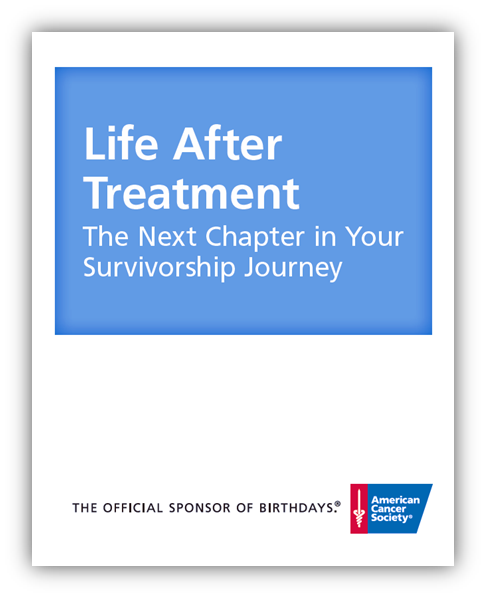 Life After
Treatment
The Next Chapter in Your
Survivorship Journey
THE OFFICIAL SPONSOR OF BIRTHDAYS.®
American
Cancer
Society®